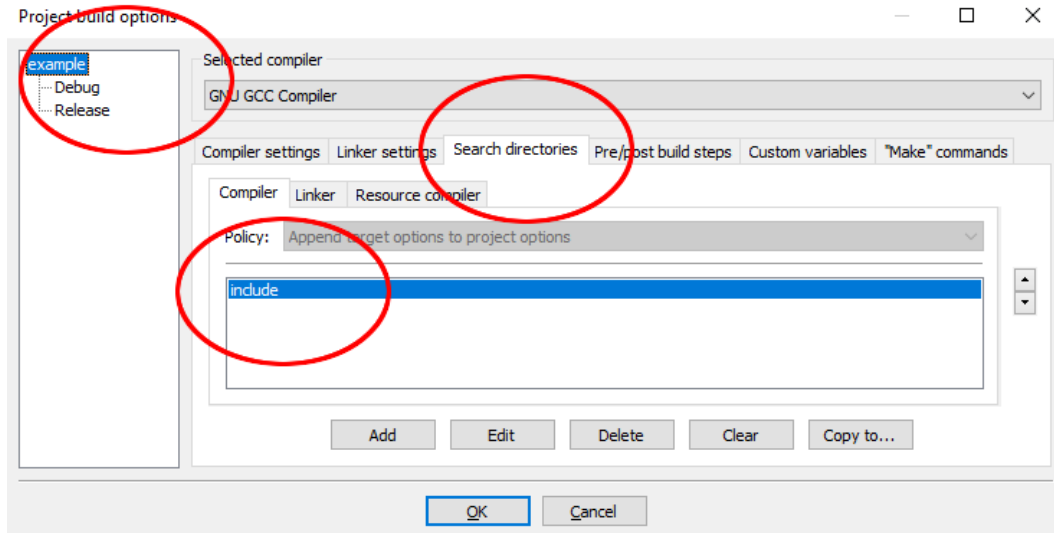 Project build options
example
Debug
Release
Selected compiler
GNU GCC Compiler
Compiler settings Linker settings Search directories Pre/post build steps Custom variables "Make" commands
Compiler Linker Resource compiler
Policy: Append target options to project options
include
Add Edit Delete Clear Copy to...
OK Cancel